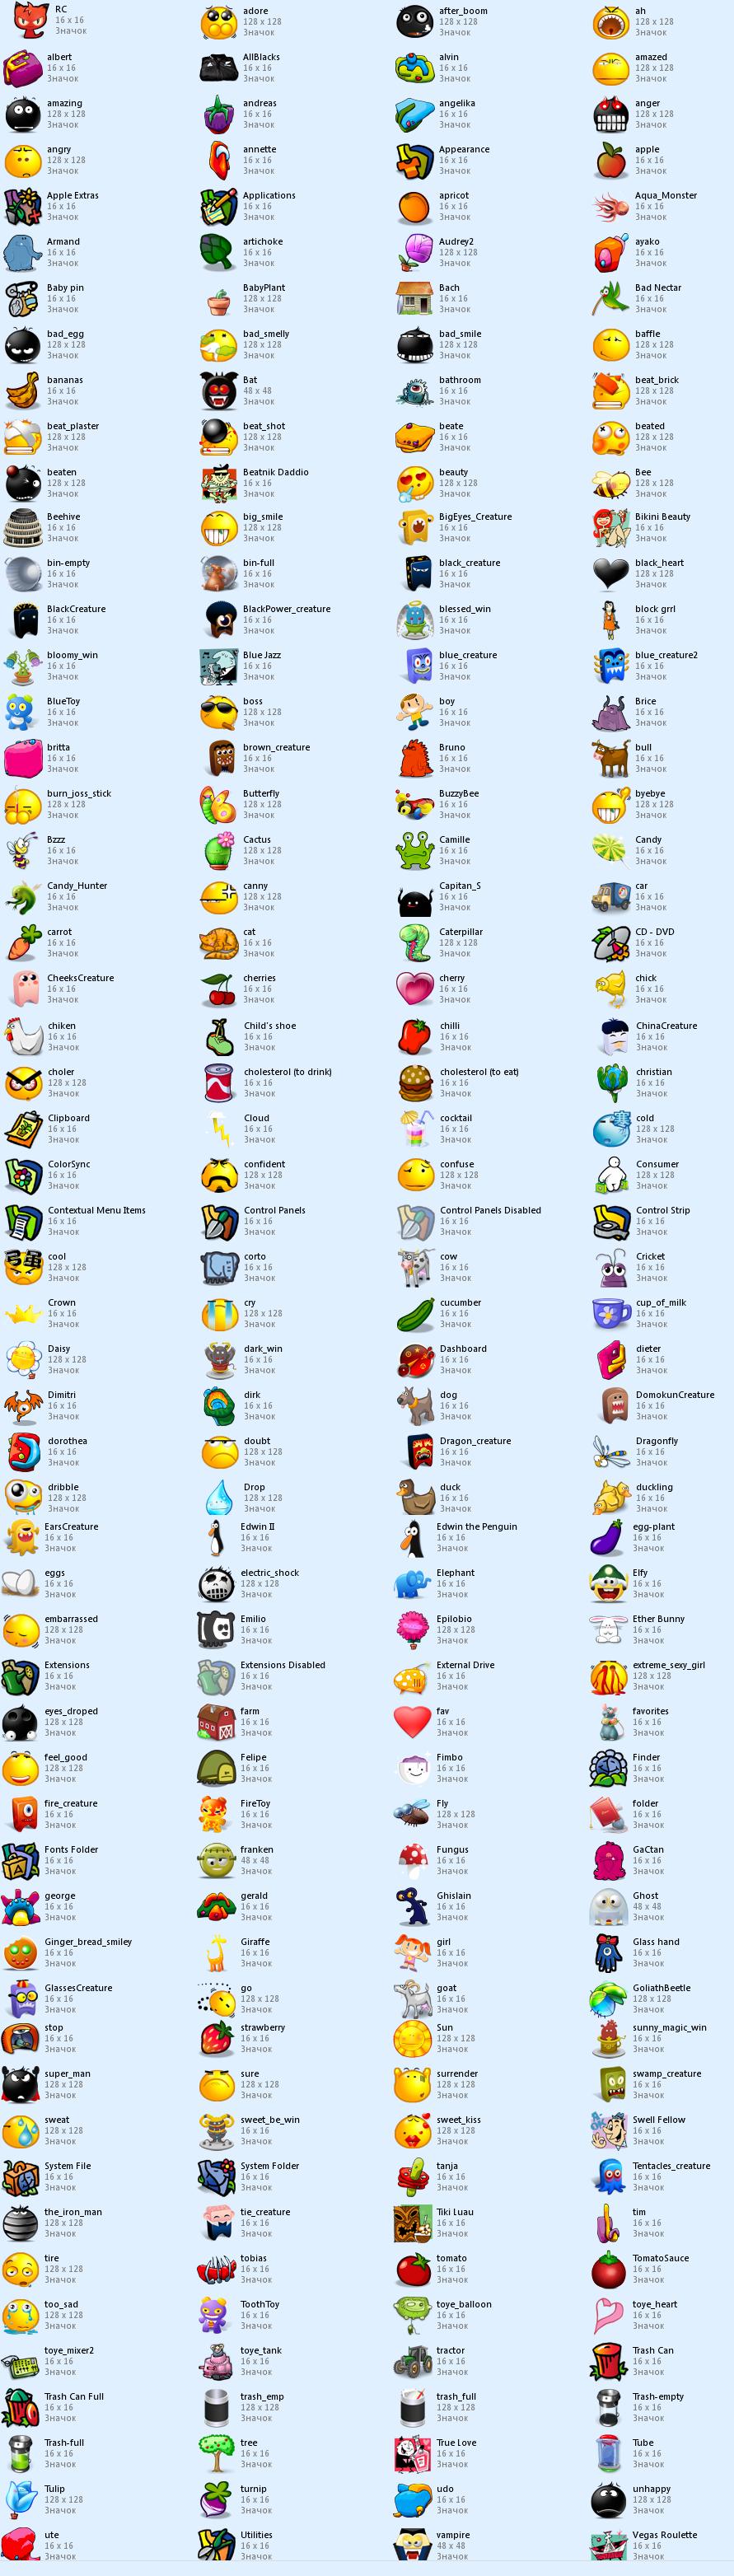 RC
16 x 16
Значок
adore
128 x 128
Значок
after_boom
128 x 128
Значок
ah
128 x 128
Значок
albert
16 x 16
Значок
AllBlacks
16 x 16
Значок
alvin
16 x 16
Значок
amazed
128 x 128
Значок
amazing
128 x 128
Значок
andreas
16 x 16
Значок
angelika
16 x 16
Значок
anger
128 x 128
Значок
angry
128 x 128
Значок
annette
16 x 16
Значок
Appearance
16 x 16
Значок
apple
16 x 16
Значок
Apple Extras
16 x 16
Значок
Applications
16 x 16
Значок
apricot
16 x 16
Значок
Aqua_Monster
16 x 16
Значок
Armand
16 x 16
Значок
artichoke
16 x 16
Значок
Audrey2
128 x 128
Значок
ayako
16 x 16
Значок
Baby pin
16 x 16
Значок
BabyPlant
128 x 128
Значок
Bach
16 x 16
Значок
Bad Nectar
16 x 16
Значок
bad_egg
128 x 128
Значок
bad_smelly
128 x 128
Значок
bad_smile
128 x 128
Значок
baffle
128 x 128
Значок
bananas
16 x 16
Значок
Bat
48 x 48
Значок
bathroom
16 x 16
Значок
beat_brick
128 x 128
Значок
beat_plaster
128 x 128
Значок
beat_shot
128 x 128
Значок
beate
16 x 16
Значок
beated
128 x 128
Значок
beaten
128 x 128
Значок
Beatnik Daddio
16 x 16
Значок
beauty
128 x 128
Значок
Bee
128 x 128
Значок
Beehive
16 x 16
Значок
big_smile
128 x 128
Значок
BigEyes_Creature
16 x 16
Значок
Bikini Beauty
16 x 16
Значок
bin-empty
16 x 16
Значок
bin-full
16 x 16
Значок
black_creature
16 x 16
Значок
black_heart
128 x 128
Значок
BlackCreature
16 x 16
Значок
BlackPower_creature
16 x 16
Значок
blessed_win
16 x 16
Значок
block grrl
16 x 16
Значок
bloomy_win
16 x 16
Значок
Blue Jazz
16 x 16
Значок
blue_creature
16 x 16
Значок
blue_creature2
16 x 16
Значок
BlueToy
16 x 16
Значок
boss
128 x 128
Значок
boy
16 x 16
Значок
Brice
16 x 16
Значок
britta
16 x 16
Значок
brown_creature
16 x 16
Значок
Bruno
16 x 16
Значок
bull
16 x 16
Значок
burn_joss_stick
128 x 128
Значок
Butterfly
128 x 128
Значок
BuzzyBee
16 x 16
Значок
byebye
128 x 128
Значок
Bzzz
16 x 16
Значок
Cactus
128 x 128
Значок
Camille
16 x 16
Значок
Candy
16 x 16
Значок
Candy_Hunter
16 x 16
Значок
canny
128 x 128
Значок
Capitan_S
16 x 16
Значок
car
16 x 16
Значок
carrot
16 x 16
Значок
cat
16 x 16
Значок
Caterpillar
128 x 128
Значок
CD - DVD
16 x 16
Значок
CheeksCreature
16 x 16
Значок
cherries
16 x 16
Значок
cherry
16 x 16
Значок
chick
16 x 16
Значок
chiken
16 x 16
Значок
Child's shoe
16 x 16
Значок
chilli
16 x 16
Значок
ChinaCreature
16 x 16
Значок
choler
128 x 128
Значок
cholesterol (to drink)
16 x 16
Значок
cholesterol (to eat)
16 x 16
Значок
christian
16 x 16
Значок
Clipboard
16 x 16
Значок
Cloud
16 x 16
Значок
cocktail
16 x 16
Значок
cold
128 x 128
Значок
ColorSync
16 x 16
Значок
confident
128 x 128
Значок
confuse
128 x 128
Значок
Consumer
16 x 16
Значок
Contextual Menu Items
16 x 16
Значок
Control Panels
16 x 16
Значок
Control Panels Disabled
16 x 16
Значок
Control Strip
16 x 16
Значок
cool
128 x 128
Значок
corto
16 x 16
Значок
cow
16 x 16
Значок
Cricket
16 x 16
Значок
Crown
16 x 16
Значок
cry
128 x 128
Значок
cucumber
16 x 16
Значок
cup_of_milk
16 x 16
Значок
Daisy
128 x 128
Значок
dark_win
16 x 16
Значок
Dashboard
16 x 16
Значок
dieter
16 x 16
Значок
Dimitri
16 x 16
Значок
dirk
16 x 16
Значок
dog
16 x 16
Значок
DomokunCreature
16 x 16
Значок
dorothea
16 x 16
Значок
doubt
128 x 128
Значок
Dragon_creature
16 x 16
Значок
Dragonfly
16 x 16
Значок
dribble
128 x 128
Значок
Drop
128 x 128
Значок
duck
16 x 16
Значок
duckling
16 x 16
Значок
EarsCreature
16 x 16
Значок
Edwin II
16 x 16
Значок
Edwin the Penguin
16 x 16
Значок
egg-plant
16 x 16
Значок
eggs
16 x 16
Значок
electric_shock
128 x 128
Значок
Elephant
16 x 16
Значок
Elfy
16 x 16
Значок
embarrassed
128 x 128
Значок
Emilio
16 x 16
Значок
Epilobio
128 x 128
Значок
Ether Bunny
16 x 16
Значок
Extensions
16 x 16
Значок
Extensions Disabled
16 x 16
Значок
External Drive
16 x 16
Значок
extreme_sexy_girl
128 x 128
Значок
eyes_droped
128 x 128
Значок
farm
16 x 16
Значок
fav
16 x 16
Значок
favorites
16 x 16
Значок
feel_good
128 x 128
Значок
Felipe
16 x 16
Значок
Fimbo
16 x 16
Значок
Finder
16 x 16
Значок
fire_creature
16 x 16
Значок
FireToy
16 x 16
Значок
Fly
128 x 128
Значок
folder
16 x 16
Значок
Fonts Folder
16 x 16
Значок
franken
48 x 48
Значок
Fungus
16 x 16
Значок
GaCtan
16 x 16
Значок
george
16 x 16
Значок
gerald
16 x 16
Значок
Ghislain
16 x 16
Значок
Ghost
48 x 48
Значок
Ginger_bread_smiley
16 x 16
Значок
Giraffe
16 x 16
Значок
girl
16 x 16
Значок
Glass hand
16 x 16
Значок
GlassesCreature
16 x 16
Значок
go
128 x 128
Значок
goat
16 x 16
Значок
GoliathBeetle
128 x 128
Значок
stop
16 x 16
Значок
strawberry
16 x 16
Значок
Sun
128 x 128
Значок
sunny_magic_win
16 x 16
Значок
super_man
128 x 128
Значок
sure
128 x 128
Значок
surrender
128 x 128
Значок
swamp_creature
16 x 16
Значок
sweat
128 x 128
Значок
sweet_be_win
16 x 16
Значок
sweet_kiss
128 x 128
Значок
Swell Fellow
16 x 16
Значок
System File
16 x 16
Значок
System Folder
16 x 16
Значок
tanja
16 x 16
Значок
Tentacles_creature
16 x 16
Значок
the_iron_man
128 x 128
Значок
tie_creature
16 x 16
Значок
Tiki Luau
16 x 16
Значок
tim
16 x 16
Значок
tire
128 x 128
Значок
tobias
16 x 16
Значок
tomato
16 x 16
Значок
TomatoSauce
16 x 16
Значок
too_sad
128 x 128
Значок
ToothToy
16 x 16
Значок
toye_balloon
16 x 16
Значок
toye_heart
16 x 16
Значок
toye_mixer2
16 x 16
Значок
toye_tank
16 x 16
Значок
tractor
16 x 16
Значок
Trash Can
16 x 16
Значок
Trash Can Full
16 x 16
Значок
trash_emp
128 x 128
Значок
trash_full
128 x 128
Значок
Trash-empty
16 x 16
Значок
Trash-full
16 x 16
Значок
tree
16 x 16
Значок
True Love
16 x 16
Значок
Tube
16 x 16
Значок
Tulip
128 x 128
Значок
turnip
16 x 16
Значок
udo
16 x 16
Значок
unhappy
128 x 128
Значок
ute
16 x 16
Значок
Utilities
16 x 16
Значок
vampire
48 x 48
Значок
Vegas Roulette
16 x 16
Значок